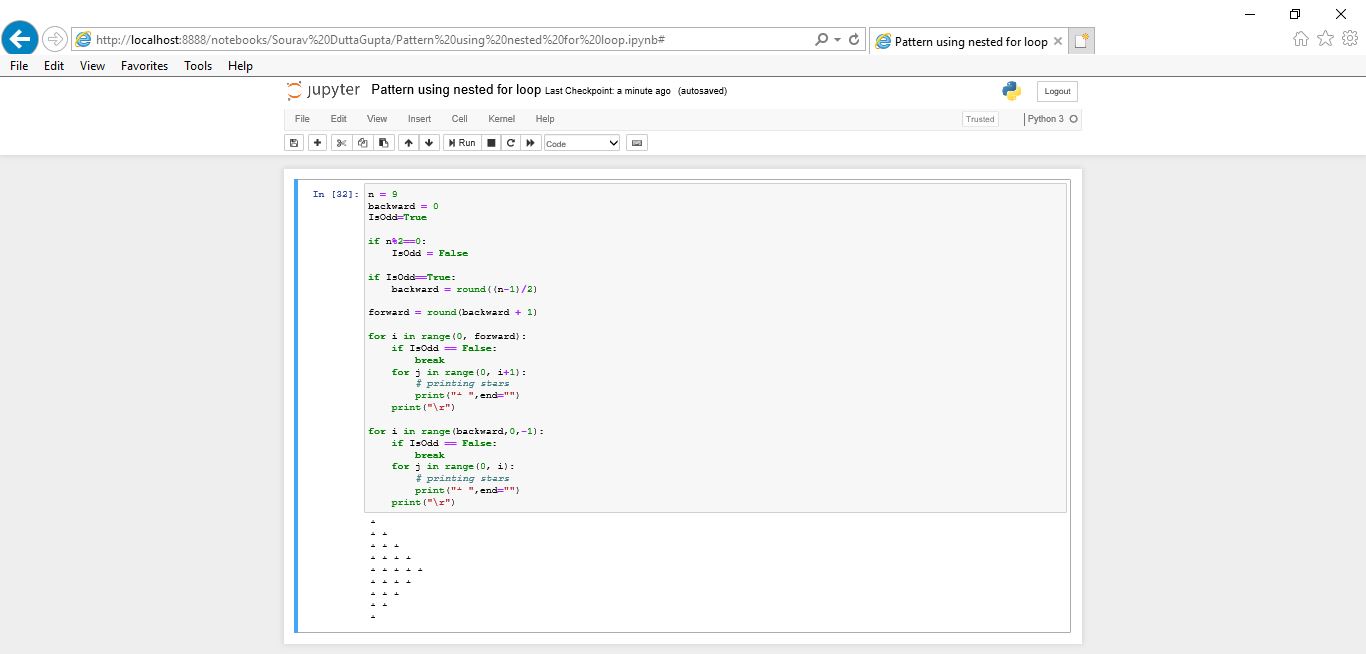 http://localhost:8888/notebooks/Sourav%20DuttaGupta/Pattern%20using%20nested%20for%20loop.ipynb#
Pattern using nested for loop
File Edit View Favorites Tools Help
jupyter Pattern using nested for loop Last Checkpoint: a minute ago (autosaved)
Logout
File Edit View Insert Cell Kernel Help
Trusted
Python 3
Run
Code
In [32]: n = 9
backward = 0
IsOdd=True
if n%2==0:
    IsOdd = False
if IsOdd==True:
    backward = round((n-1)/2)
forward = round(backward + 1)
for i in range(0, forward):
    if IsOdd == False:
        break
    for j in range(0, i+1):
        # printing stars
        print("* ",end="")
    print("\r")
for i in range(backward,0,-1):
    if IsOdd == False:
        break
    for j in range(0, i):
        # printing stars
        print("* ",end="")
    print("\r")
*
* *
* * *
* * * *
* * * * *
* * * *
* * *
* *
*